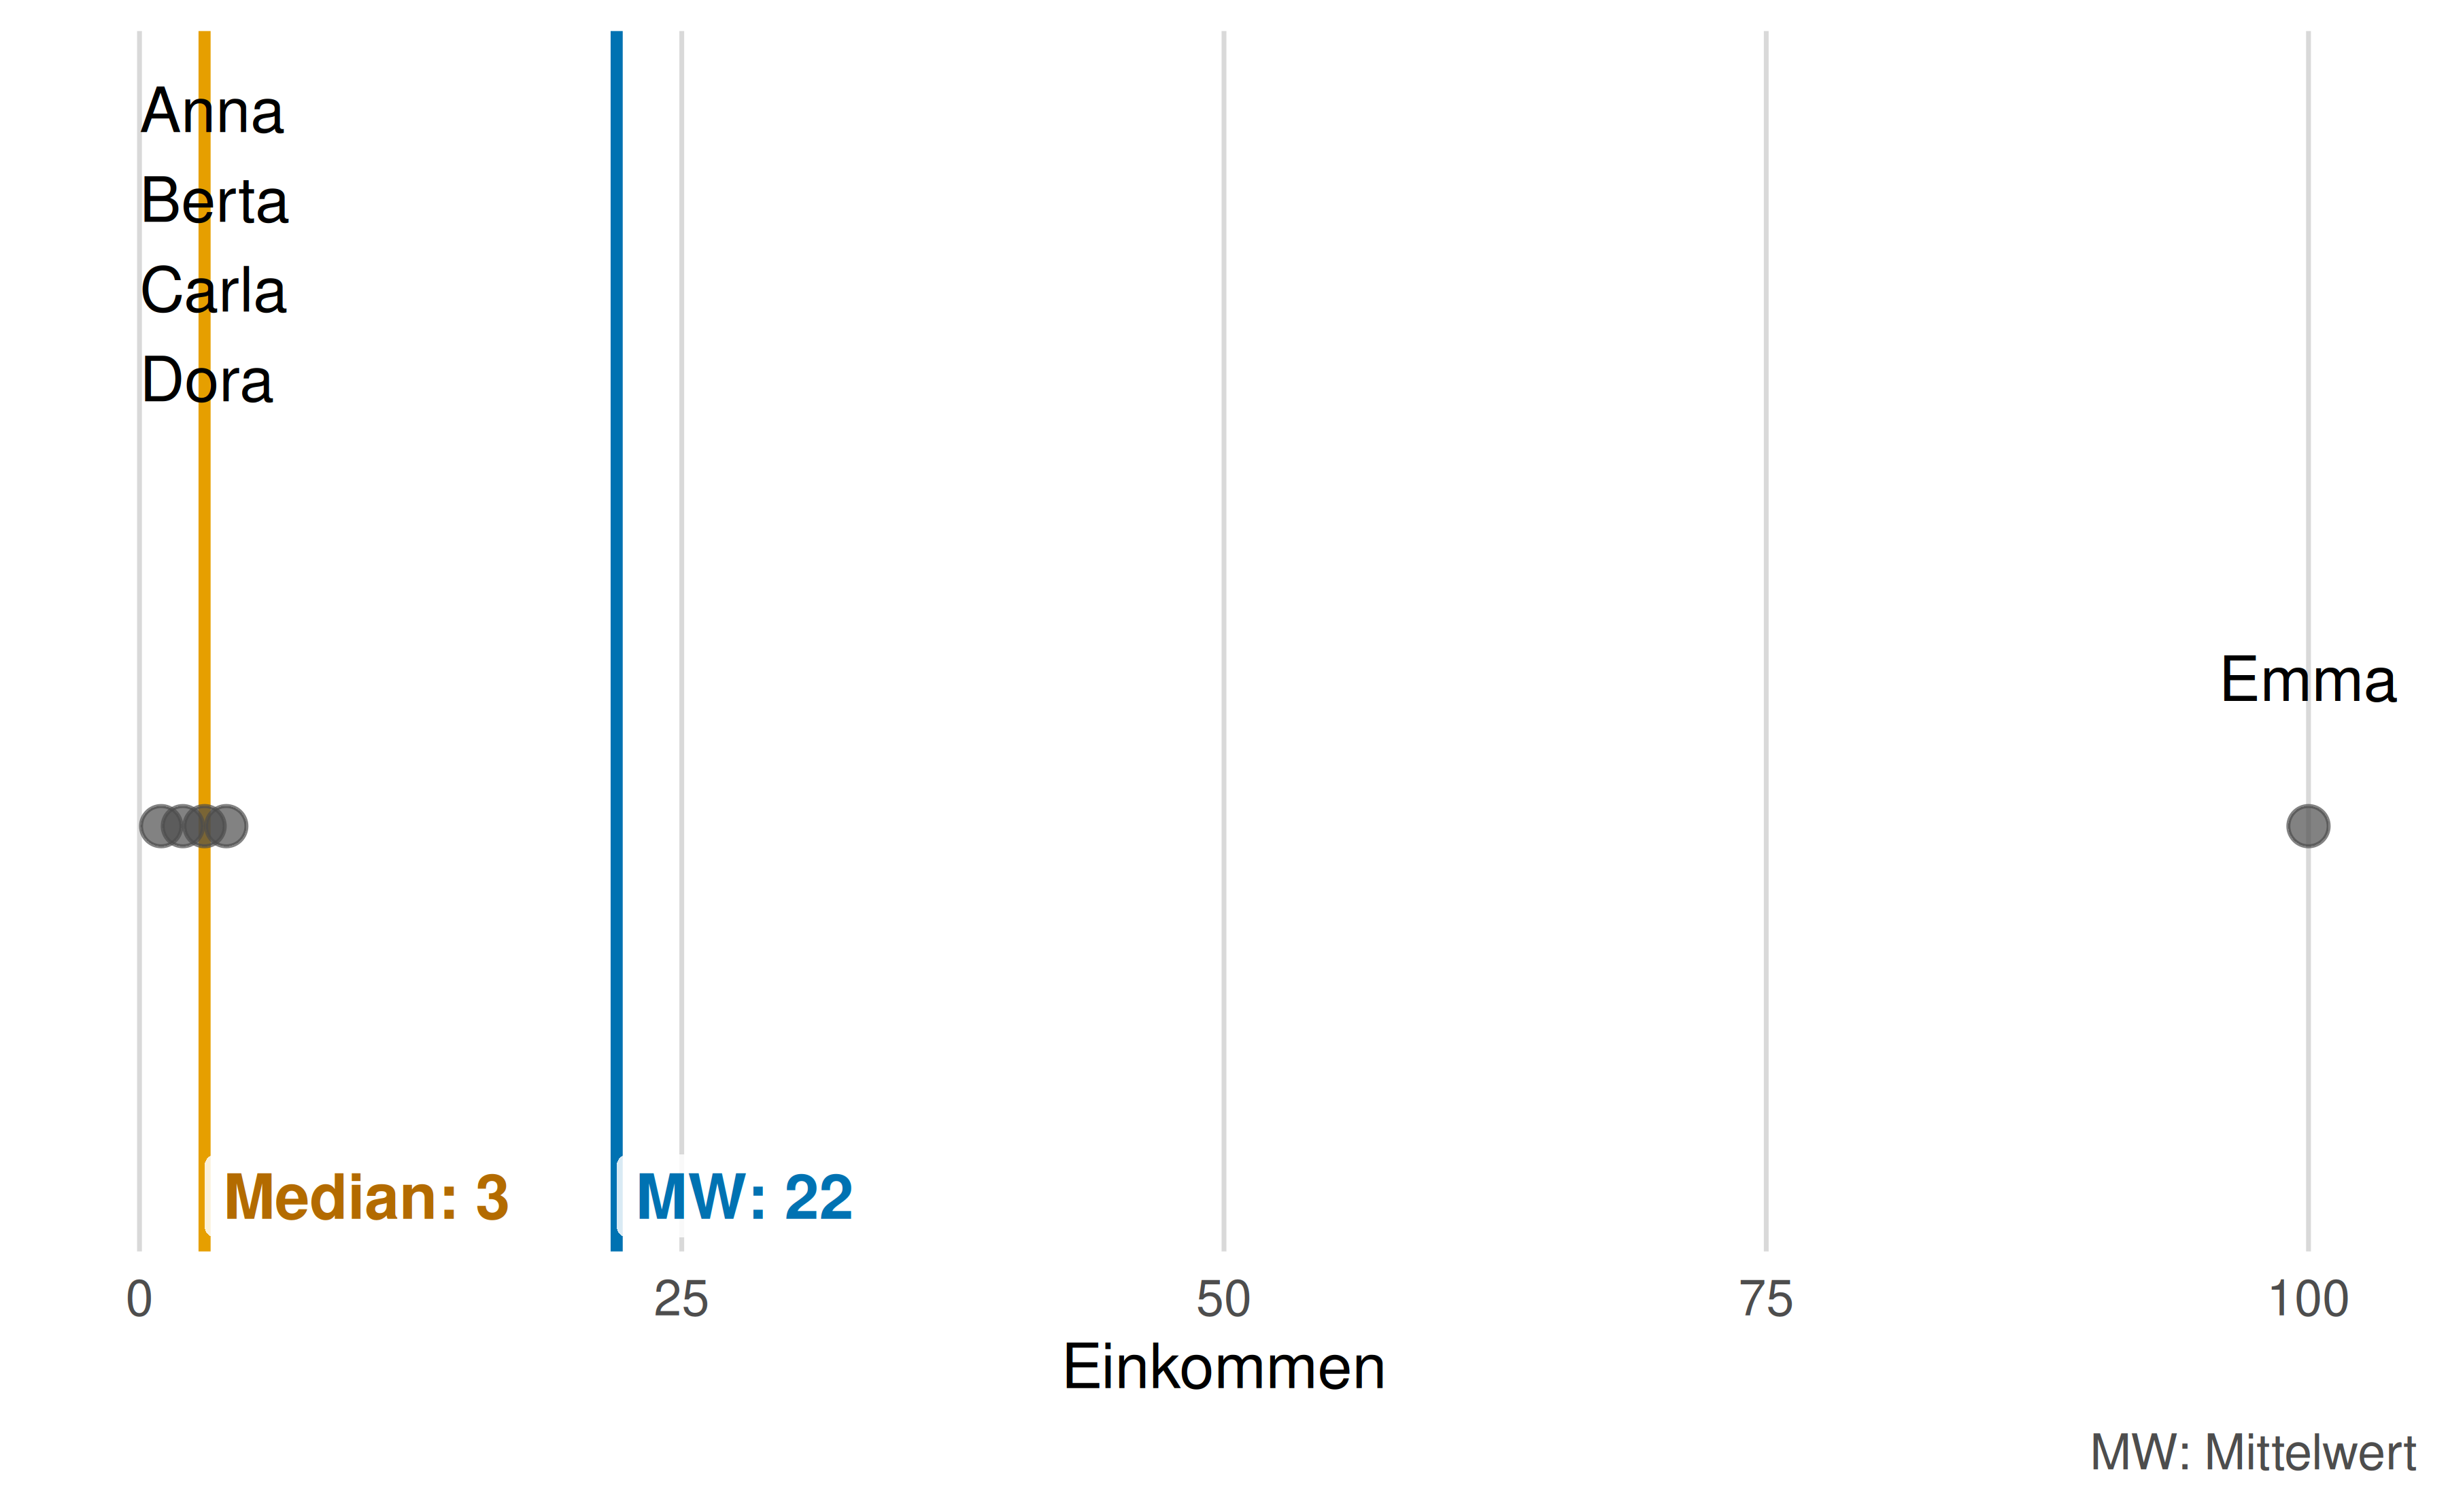 Anna
Berta
Carla
Dora
Emma
Median: 3
MW: 22
0 25 50 75 100
Einkommen
MW: Mittelwert